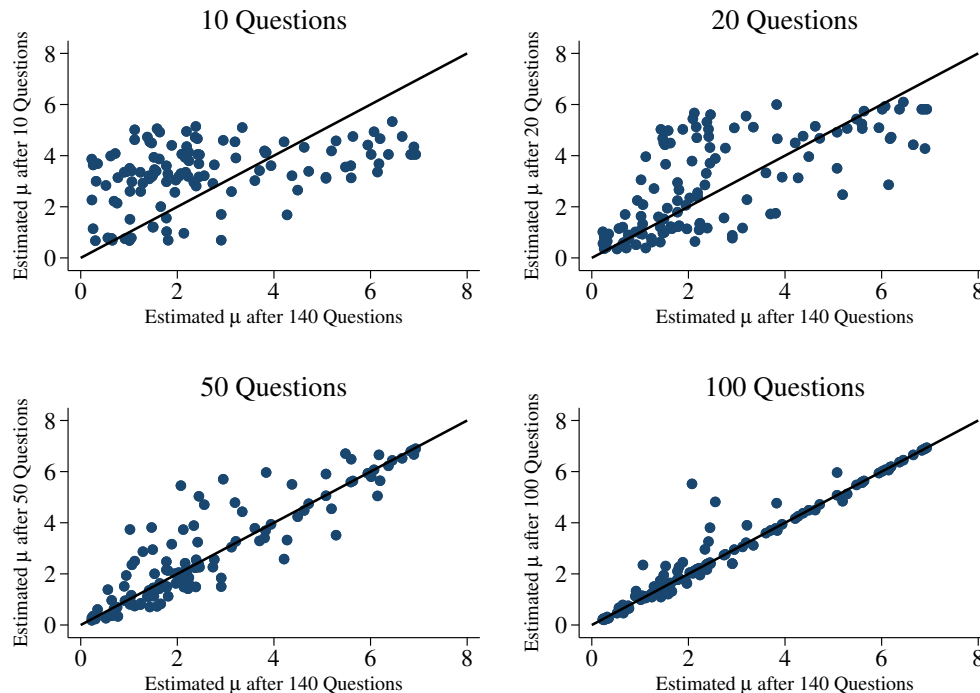 10 Questions
Estimated μ after 10 Questions
8
6
4
2
0
0 2 4 6 8
Estimated μ after 140 Questions
20 Questions
Estimated μ after 20 Questions
8
6
4
2
0
0 2 4 6 8
Estimated μ after 140 Questions
50 Questions
Estimated μ after 50 Questions
8
6
4
2
0
0 2 4 6 8
Estimated μ after 140 Questions
100 Questions
Estimated μ after 100 Questions
8
6
4
2
0
0 2 4 6 8
Estimated μ after 140 Questions